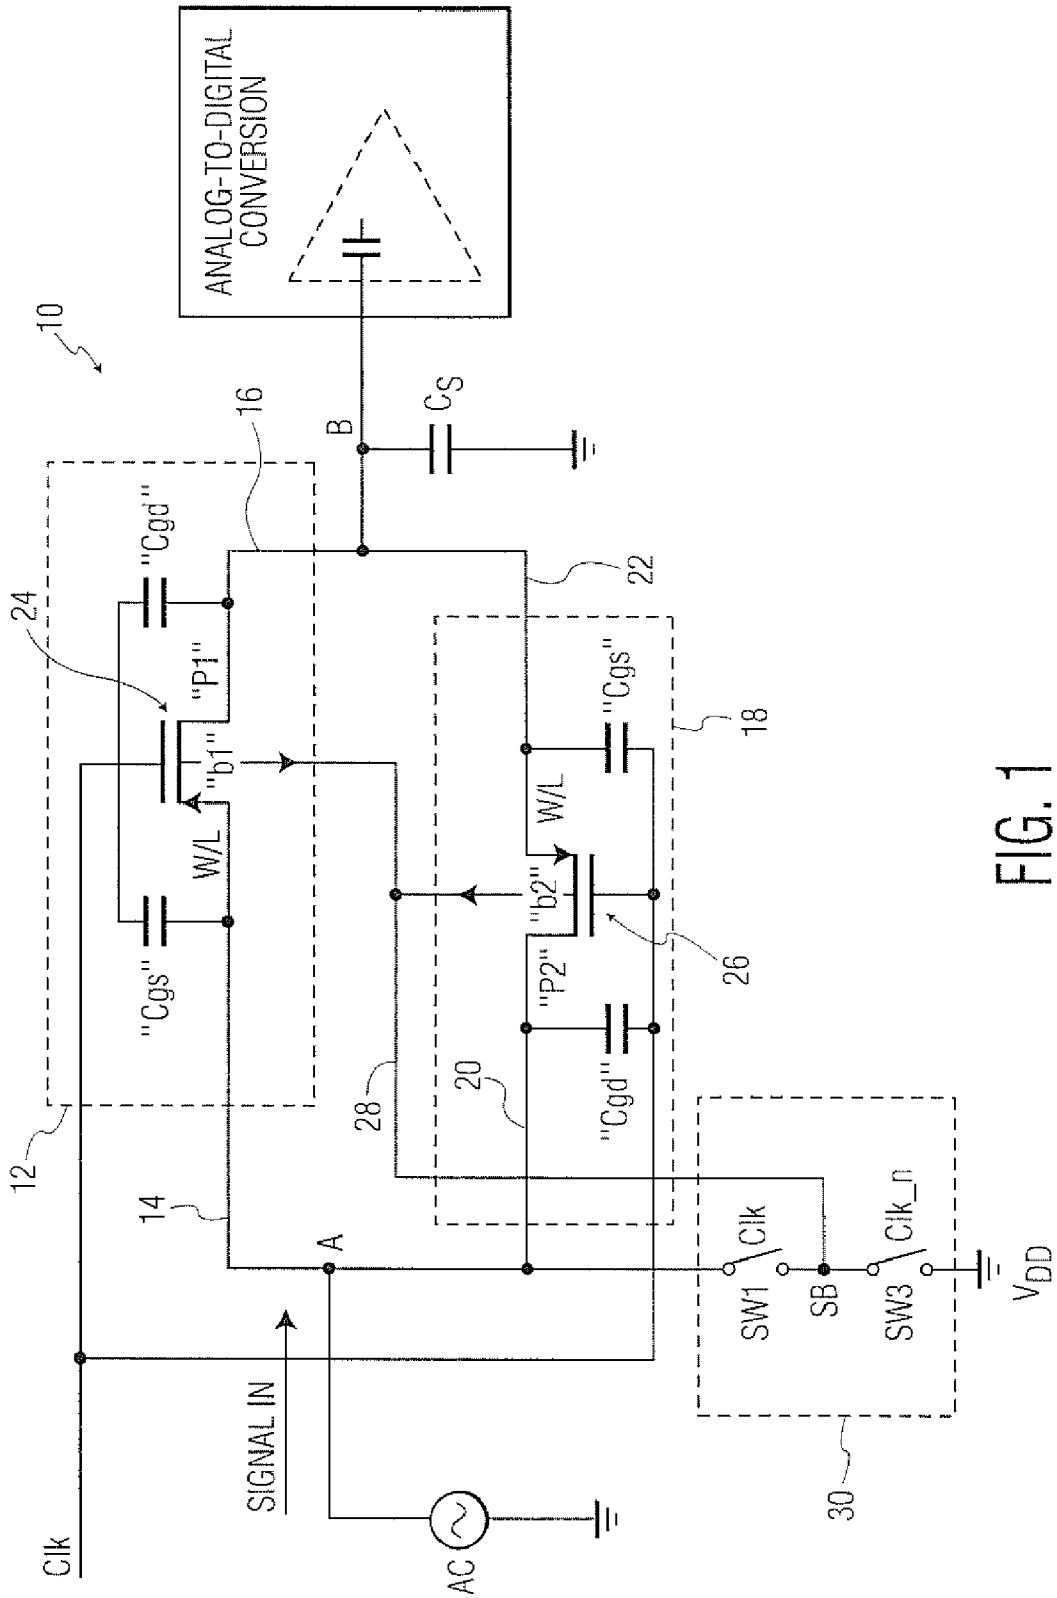 Clk
SIGNAL IN
AC
12
14
A
"Cgs"
W/L
"b1"
"P1"
"Cgd"
24
16
10
B
CS
ANALOG-TO-DIGITAL
CONVERSION
28
20
"Cgd"
"P2"
"b2"
W/L
"Cgs"
22
18
26
30
SW1
Clk
SB
SW3
Clk_n
VDD
FIG. 1